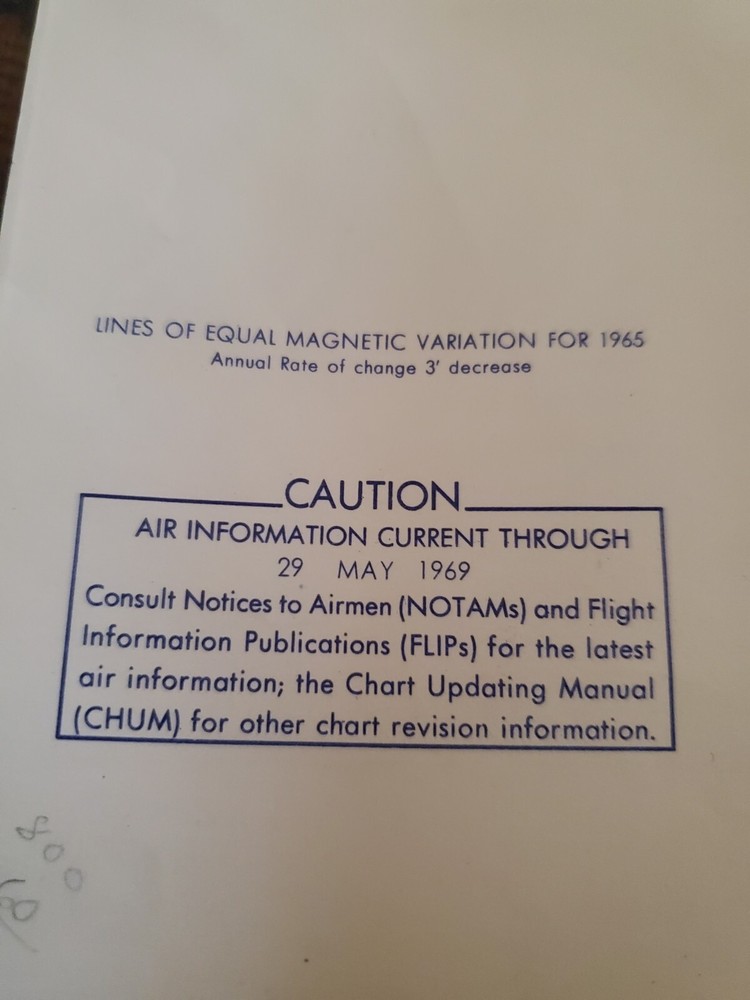 LINES OF EQUAL MAGNETIC VARIATION FOR 1965
Annual Rate of change 3' decrease
CAUTION
AIR INFORMATION CURRENT THROUGH
29 MAY 1969
Consult Notices to Airmen (NOTAMs) and Flight
Information Publications (FLIPs) for the latest
air information; the Chart Updating Manual
(CHUM) for other chart revision information.
800